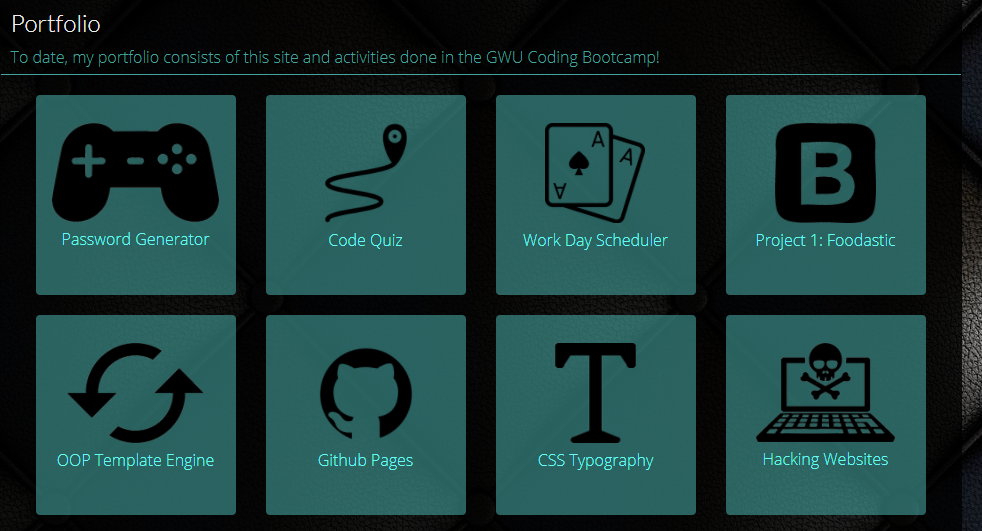 Portfolio
To date, my portfolio consists of this site and activities done in the GWU Coding Bootcamp!
A
A
A
B
Password Generator
Code Quiz
Work Day Scheduler
Project 1: Foodastic
T
OOP Template Engine
Github Pages
CSS Typography
Hacking Websites